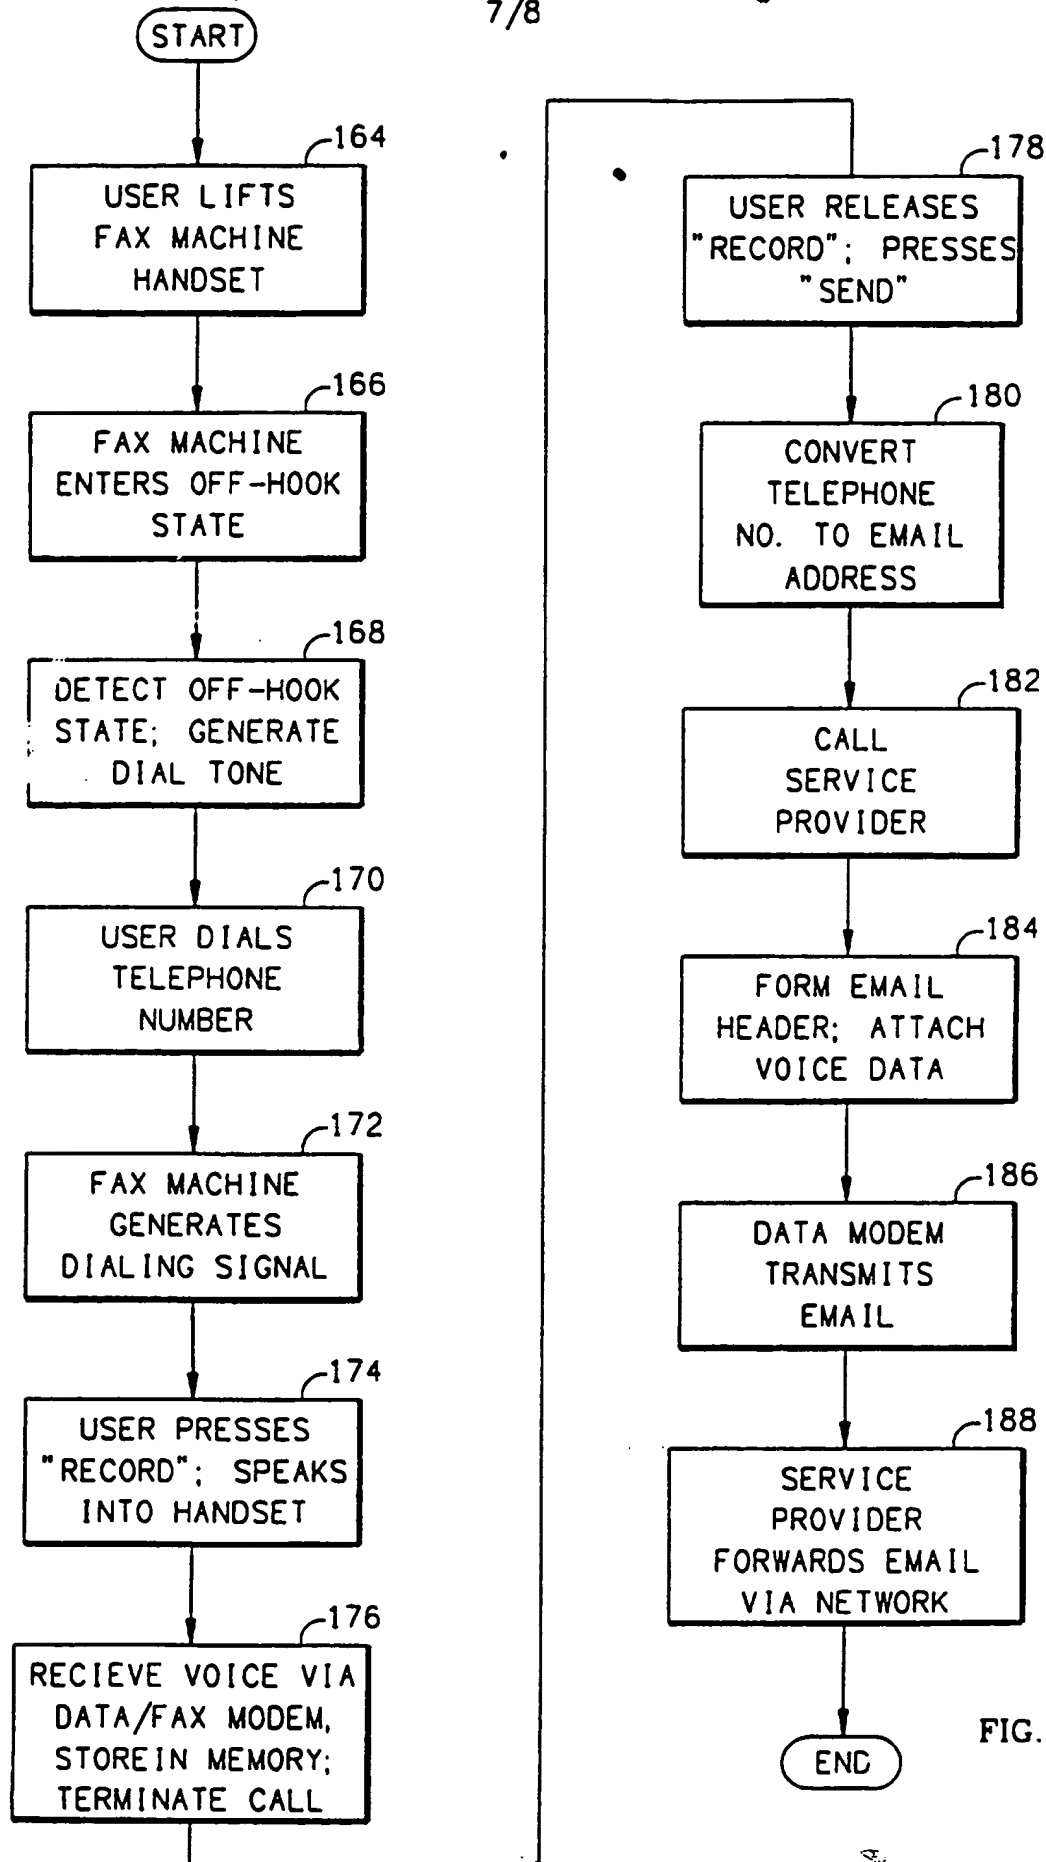 7/8
START
164
USER LIFTS
FAX MACHINE
HANDSET
166
FAX MACHINE
ENTERS OFF-HOOK
STATE
168
DETECT OFF-HOOK
STATE; GENERATE
DIAL TONE
170
USER DIALS
TELEPHONE
NUMBER
172
FAX MACHINE
GENERATES
DIALING SIGNAL
174
USER PRESSES
"RECORD"; SPEAKS
INTO HANDSET
176
RECIEVE VOICE VIA
DATA/FAX MODEM,
STOREIN MEMORY;
TERMINATE CALL
178
USER RELEASES
"RECORD"; PRESSES
"SEND"
180
CONVERT
TELEPHONE
NO. TO EMAIL
ADDRESS
182
CALL
SERVICE
PROVIDER
184
FORM EMAIL
HEADER; ATTACH
VOICE DATA
186
DATA MODEM
TRANSMITS
EMAIL
188
SERVICE
PROVIDER
FORWARDS EMAIL
VIA NETWORK
END
FIG.